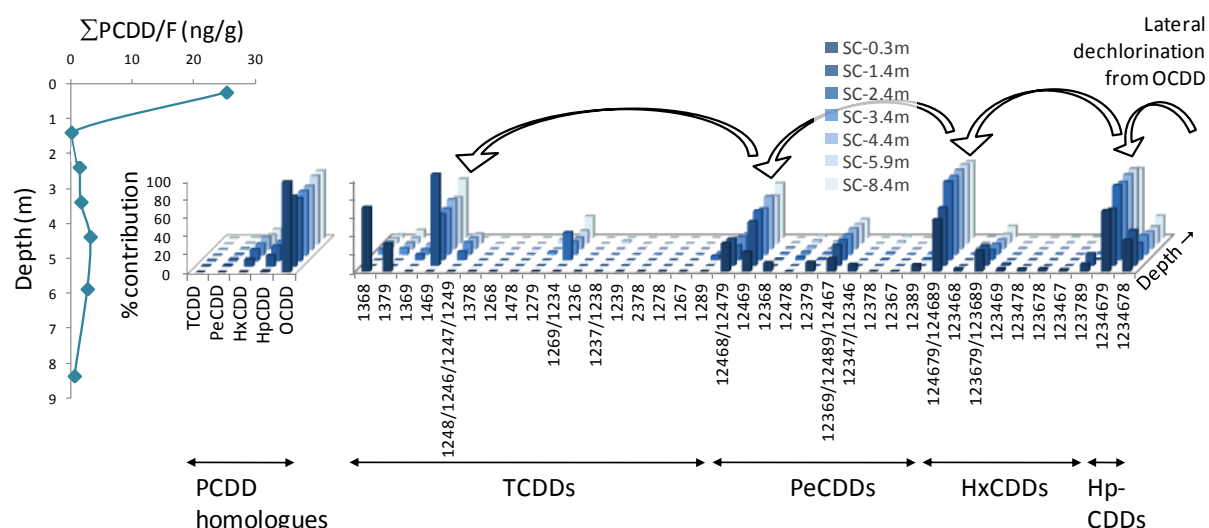 ∑PCDD/F (ng/g)
0 10 20 30
0
1
2
3
4
5
6
7
8
9
Depth (m)
% contribution
100
80
60
40
20
0
TCDD
PeCDD
HxCDD
HpCDD
OCDD
PCDD
homologues
SC-0.3m
SC-1.4m
SC-2.4m
SC-3.4m
SC-4.4m
SC-5.9m
SC-8.4m
Lateral
dechlorination
from OCDD
Depth →
1368
1379
1369
1469
1248/1246/1247/1249
1378
1268
1478
1279
1269/1234
1236
1237/1238
1239
2378
1278
1267
1289
12468/12479
12469
12368
12478
12379
12369/12489/12467
12347/12346
12378
12367
12389
124679/124689
123468
123679/123689
123469
123478
123678
123467
123789
1234679
1234678
TCDDs
PeCDDs
HxCDDs
Hp-
CDDs